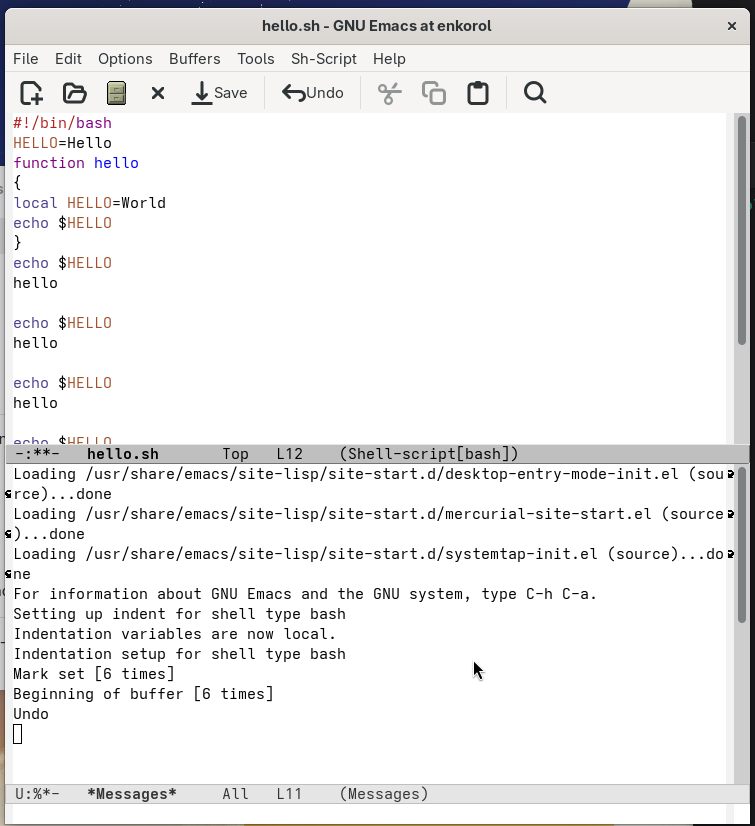 hello.sh - GNU Emacs at enkorol
File Edit Options Buffers Tools Sh-Script Help
Save Undo
#!/bin/bash
HELLO=Hello
function hello
{
local HELLO=World
echo $HELLO
}
echo $HELLO
hello
echo $HELLO
hello
echo $HELLO
hello
echo $HELLO
-:**- hello.sh Top L12 (Shell-script[bash])
Loading /usr/share/emacs/site-lisp/site-start.d/desktop-entry-mode-init.el (sou
rce)...done
Loading /usr/share/emacs/site-lisp/site-start.d/mercurial-site-start.el (source
)...done
Loading /usr/share/emacs/site-lisp/site-start.d/systemtap-init.el (source)...do
ne
For information about GNU Emacs and the GNU system, type C-h C-a.
Setting up indent for shell type bash
Indentation variables are now local.
Indentation setup for shell type bash
Mark set [6 times]
Beginning of buffer [6 times]
Undo
U:%*- *Messages* All L11 (Messages)